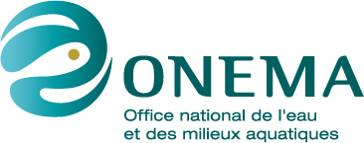 ONEMA
Office national de l'eau
et des milieux aquatiques